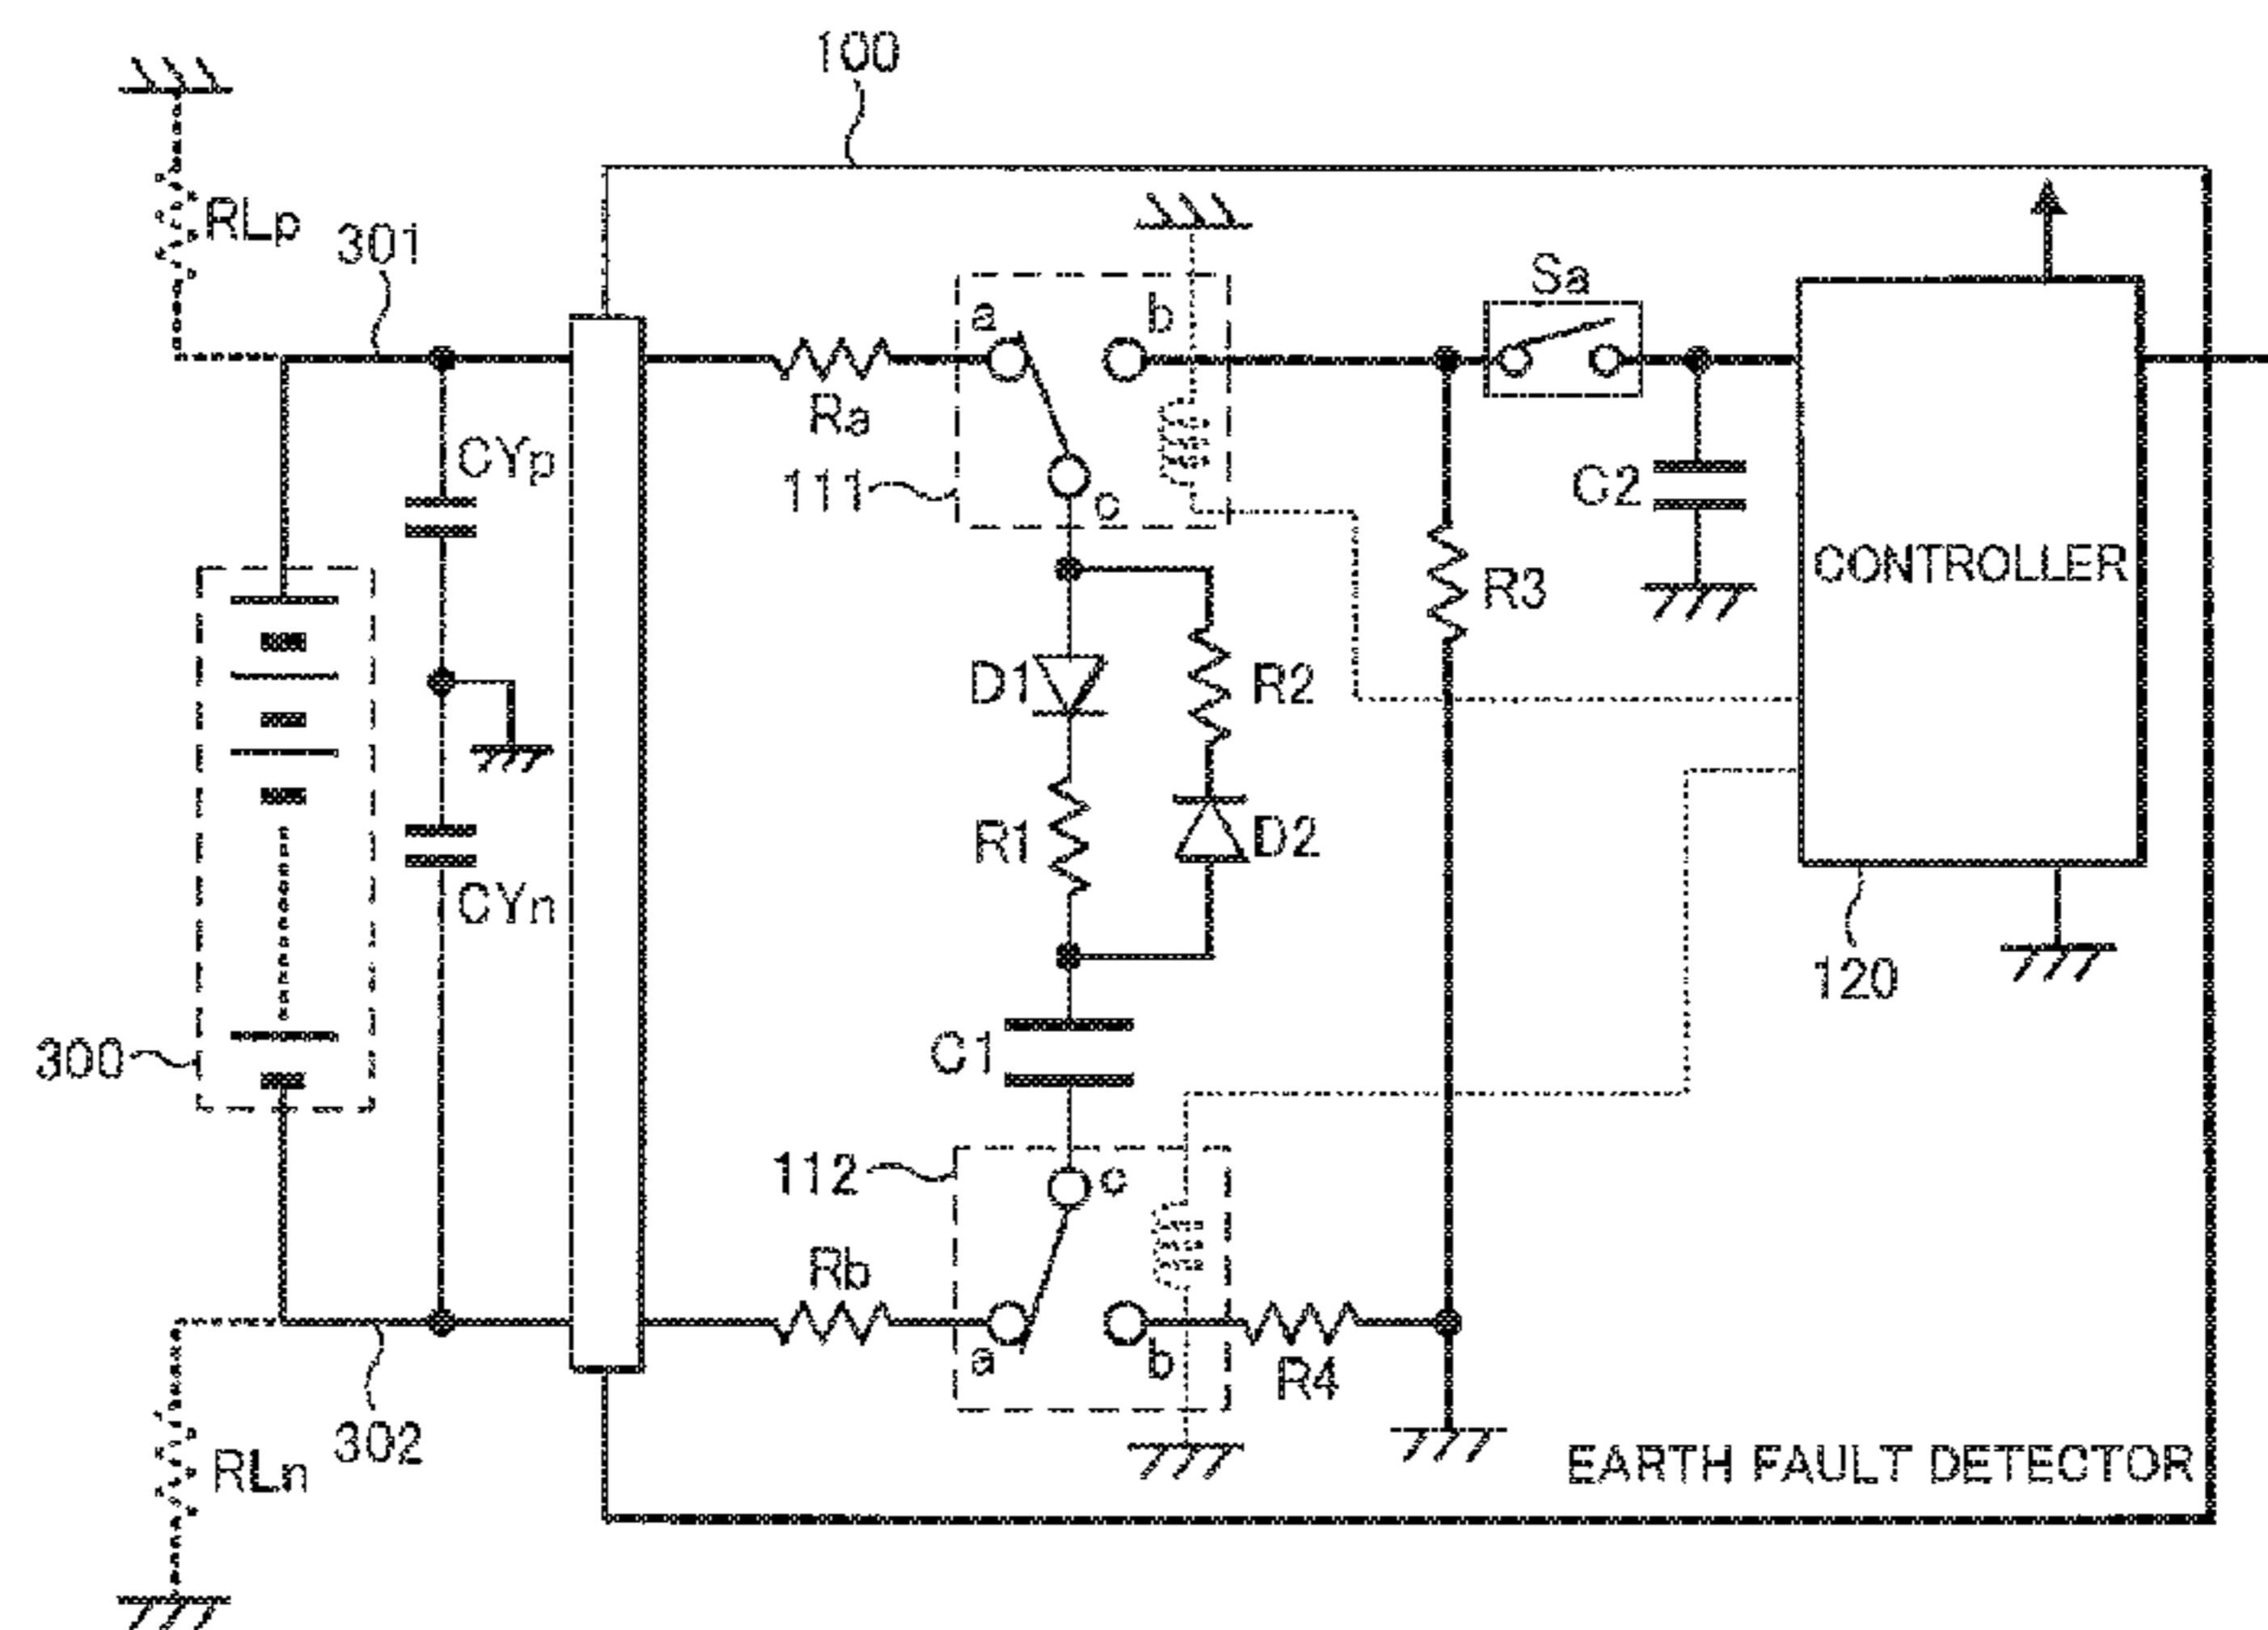 100
RLp
301
Sa
a
b
Ra
CYp
111
c
C2
CONTROLLER
R3
D1
R2
R1
D2
CYn
120
300
C1
112
c
Rb
a
b
R4
302
RLn
EARTH FAULT DETECTOR